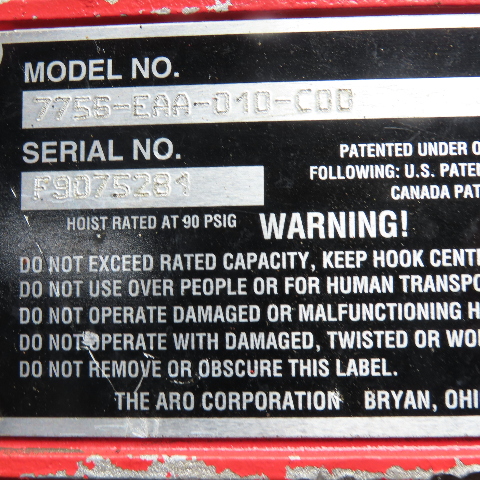 MODEL NO.
7756-EAA-010-C00
SERIAL NO.
F9075281
PATENTED UNDER O
FOLLOWING: U.S. PATE
CANADA PAT
HOIST RATED AT 90 PSIG WARNING!
DO NOT EXCEED RATED CAPACITY, KEEP HOOK CENT
DO NOT USE OVER PEOPLE OR FOR HUMAN TRANSPO
DO NOT OPERATE DAMAGED OR MALFUNCTIONING H
DO NOT OPERATE WITH DAMAGED, TWISTED OR WO
DO NOT REMOVE OR OBSCURE THIS LABEL.
THE ARO CORPORATION BRYAN, OHI